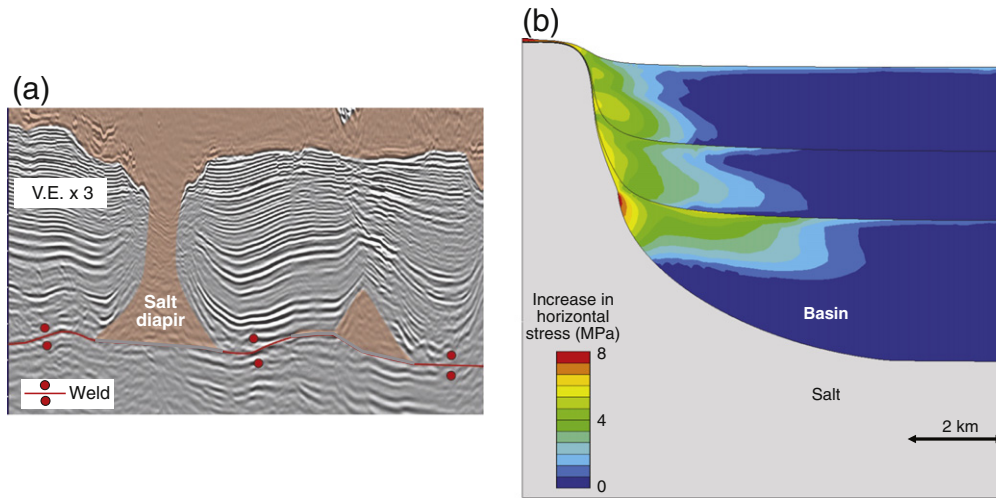 (a)
V.E. x 3
Salt
diapir
Weld
(b)
Increase in
horizontal
stress (MPa)
8
4
0
Basin
Salt
2 km